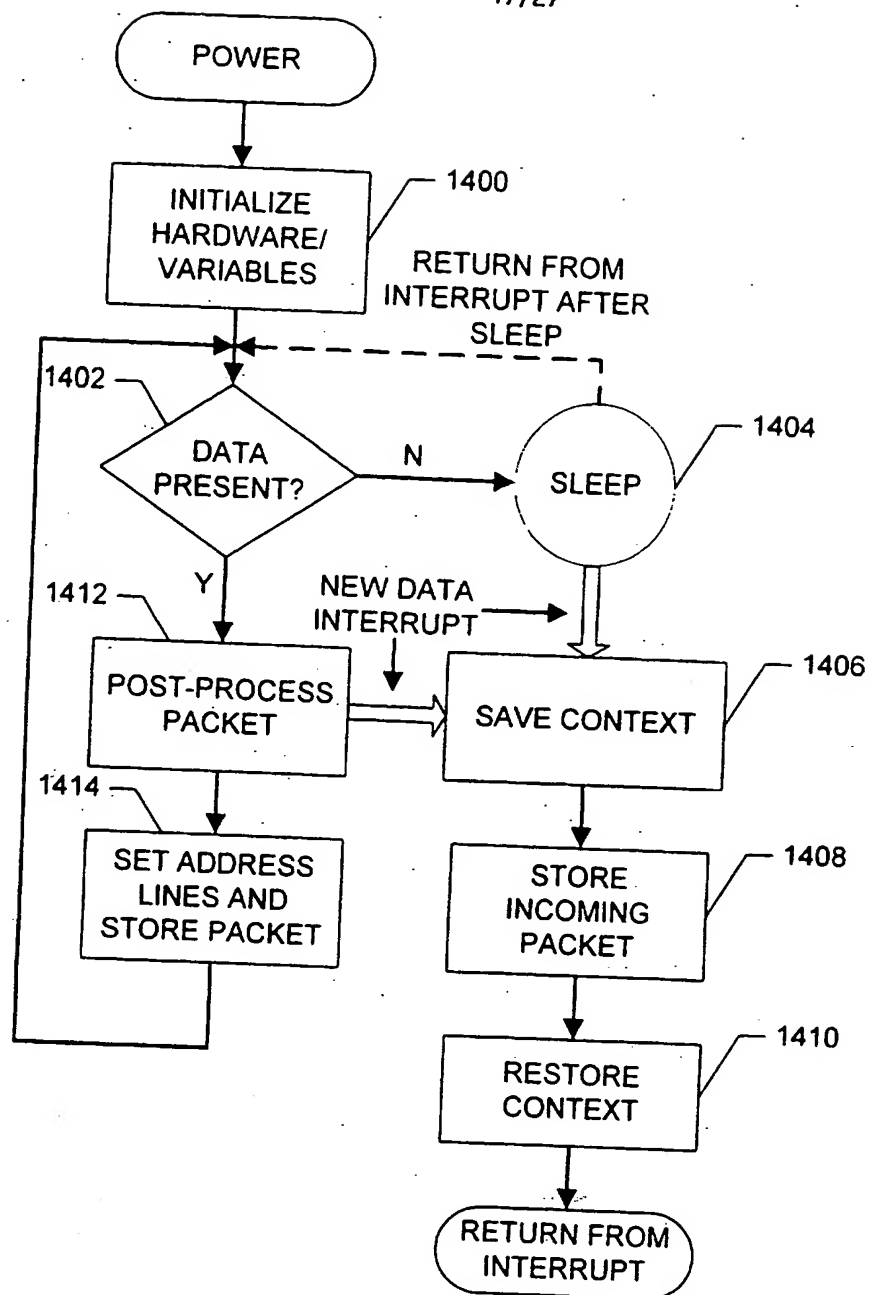 POWER
INITIALIZE
HARDWARE/
VARIABLES
1400
RETURN FROM
INTERRUPT AFTER
SLEEP
1402
DATA
PRESENT?
N
SLEEP
1404
Y
1412
NEW DATA
INTERRUPT
POST-PROCESS
PACKET
SAVE CONTEXT
1406
1414
SET ADDRESS
LINES AND
STORE PACKET
STORE
INCOMING
PACKET
1408
RESTORE
CONTEXT
1410
RETURN FROM
INTERRUPT